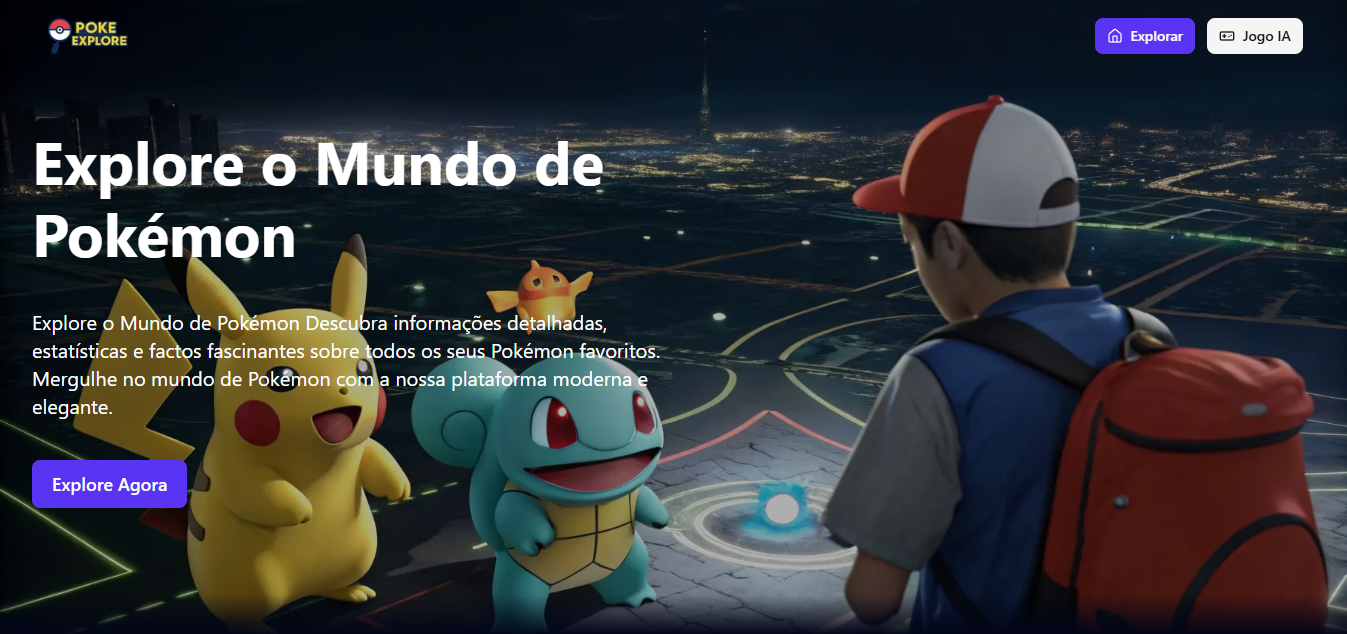 POKE
EXPLORE
Explorar
Jogo IA
Explore o Mundo de
Pokémon
Explore o Mundo de Pokémon Descubra informações detalhadas,
estatísticas e factos fascinantes sobre todos os seus Pokémon favoritos.
Mergulhe no mundo de Pokémon com a nossa plataforma moderna e
elegante.
Explore Agora